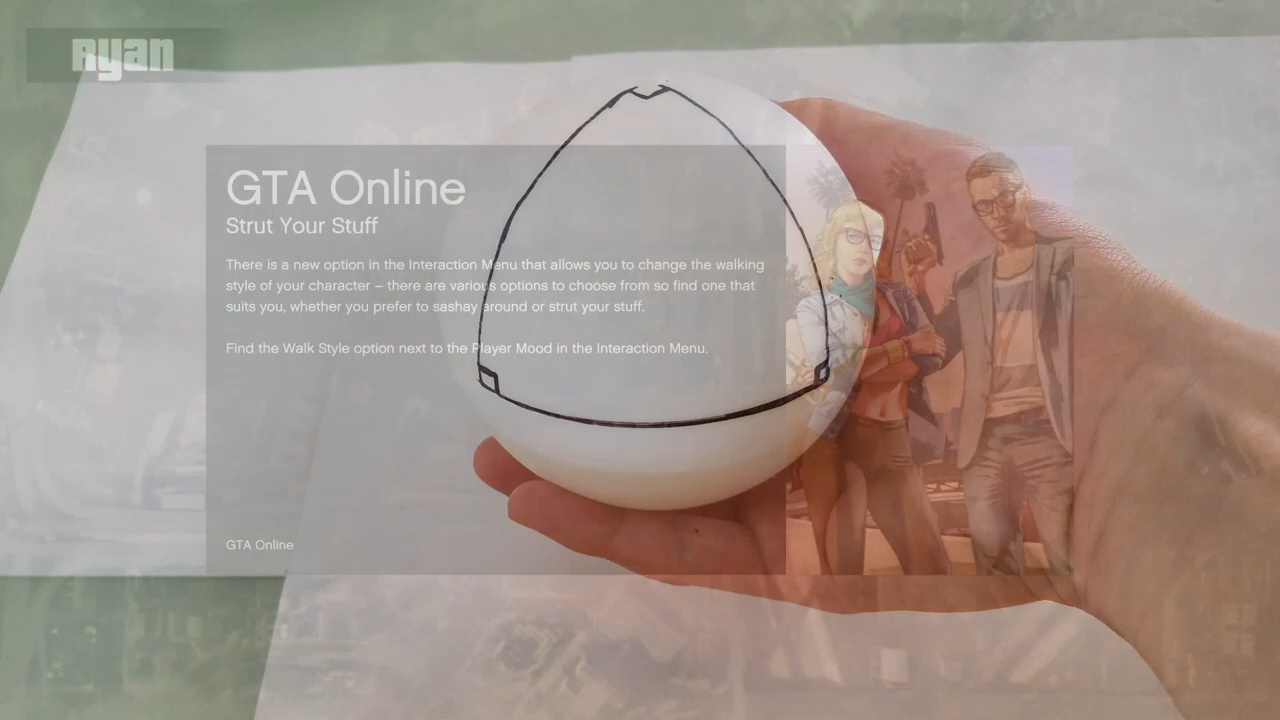 Ryan
GTA Online
Strut Your Stuff
There is a new option in the Interaction Menu that allows you to change the walking
style of your character – there are various options to choose from so find one that
suits you, whether you prefer to sashay around or strut your stuff.
Find the Walk Style option next to the Player Mood in the Interaction Menu.
GTA Online